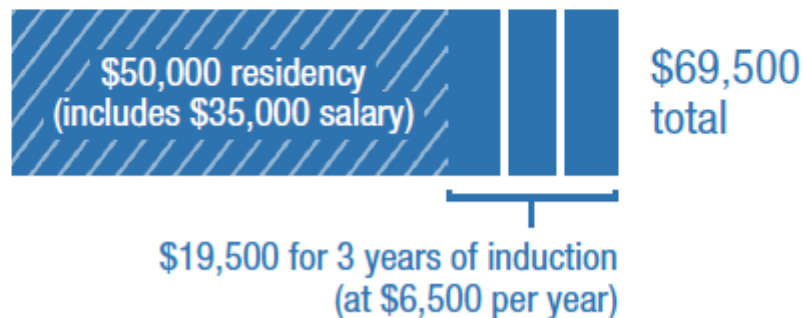 $50,000 residency
(includes $35,000 salary)
$69,500
total
$19,500 for 3 years of induction
(at $6,500 per year)